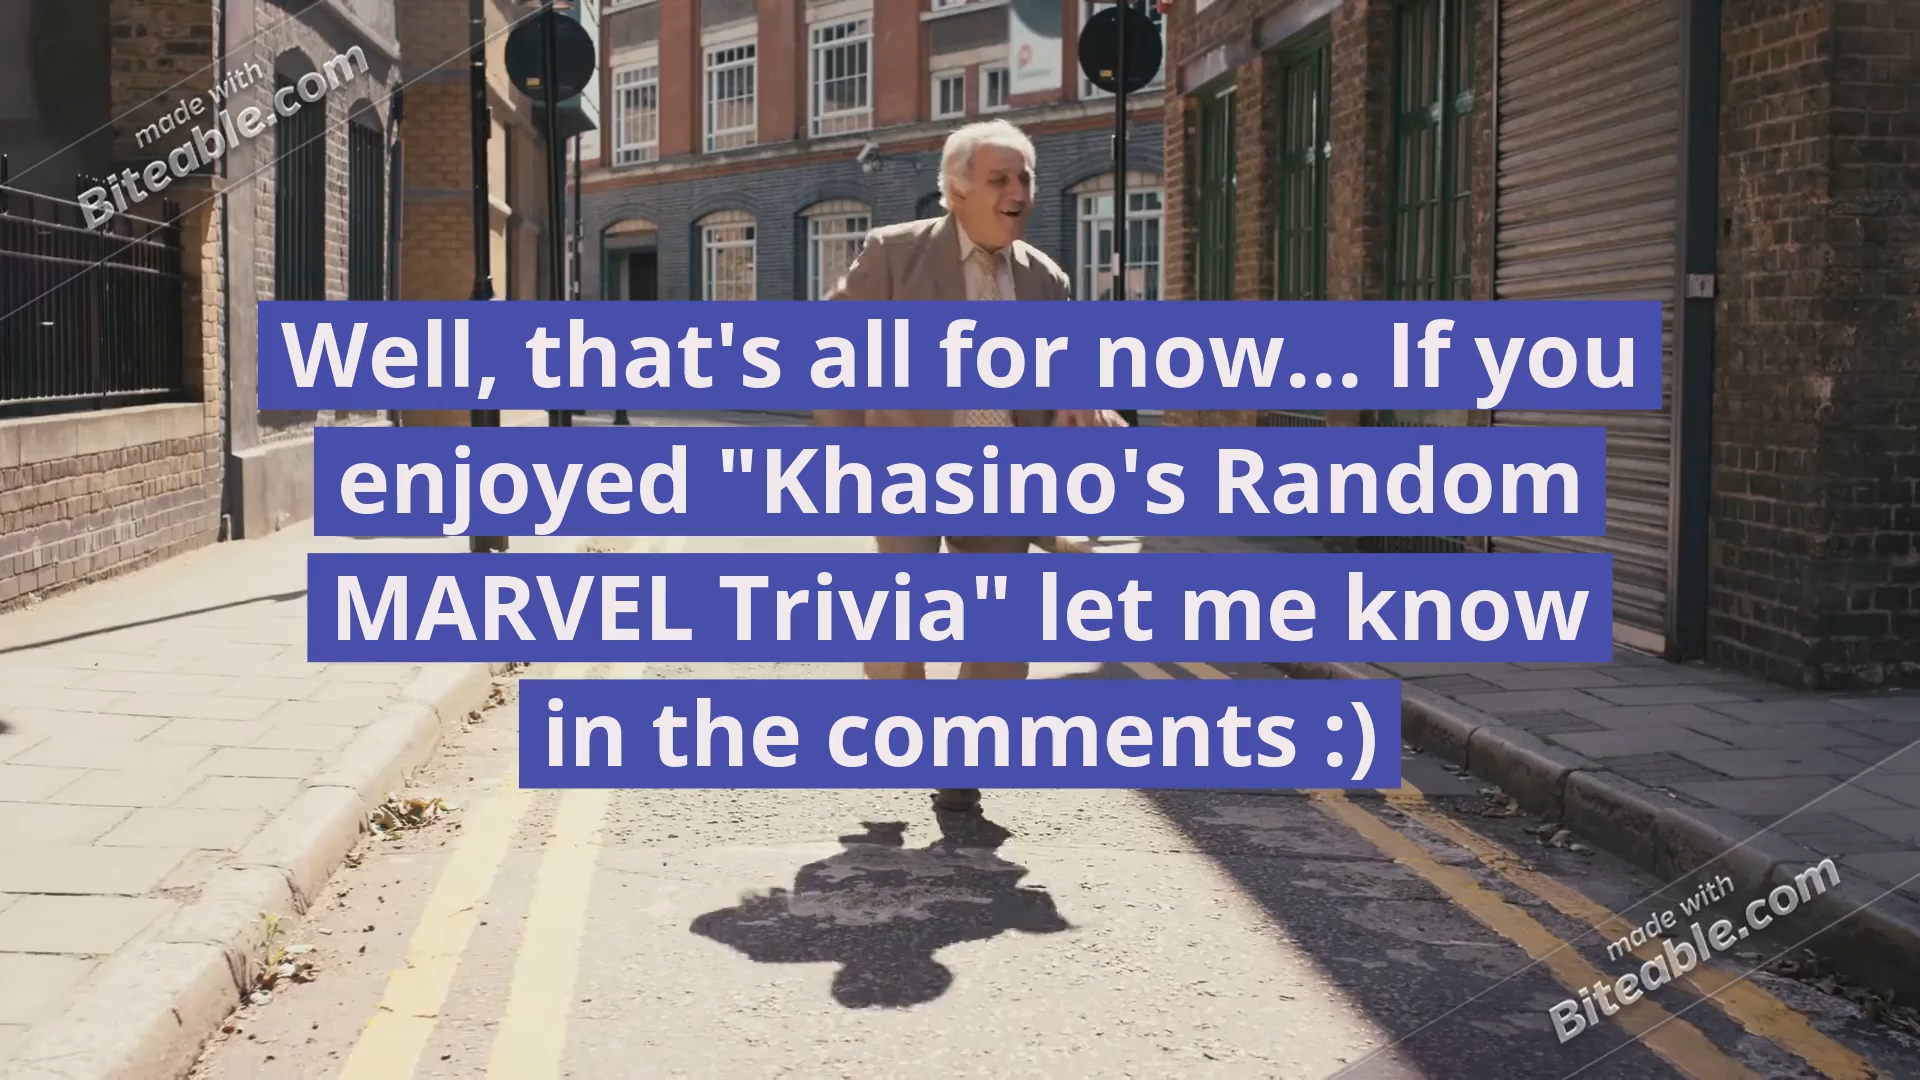 made with
Biteable.com
Well, that's all for now... If you
enjoyed "Khasino's Random
MARVEL Trivia" let me know
in the comments :)
made with
Biteable.com